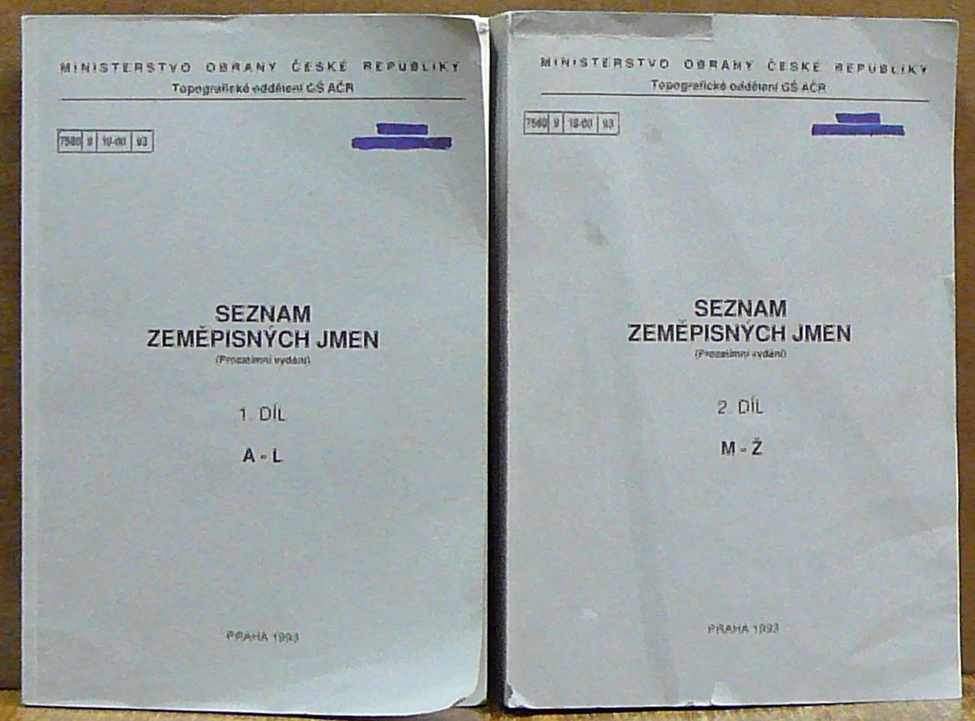 MINISTERSTVO OBRANY ČESKÉ REPUBLIKY
Topografické oddělení GŠ AČR
SEZNAM
ZEMĚPISNÝCH JMEN
(Prozatímní vydání)
1. DÍL
A - L
PRAHA 1993
MINISTERSTVO OBRANY ČESKÉ REPUBLIKY
Topografické oddělení GŠ AČR
SEZNAM
ZEMĚPISNÝCH JMEN
(Prozatímní vydání)
2. DÍL
M - Ž
PRAHA 1993